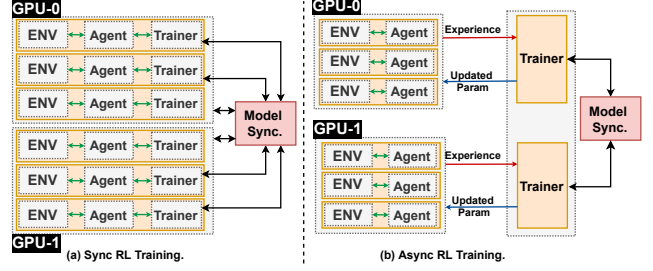 GPU-0
ENV Agent Trainer
ENV Agent Trainer
ENV Agent Trainer
Model
Sync.
ENV Agent Trainer
ENV Agent Trainer
ENV Agent Trainer
GPU-1
(a) Sync RL Training.
GPU-0
ENV Agent
ENV Agent
ENV Agent
Experience
Updated
Param
Trainer
Model
Sync.
GPU-1
ENV Agent
ENV Agent
ENV Agent
Experience
Updated
Param
Trainer
(b) Async RL Training.